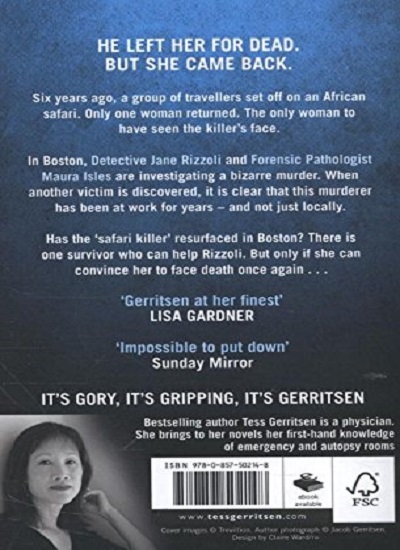 HE LEFT HER FOR DEAD.
BUT SHE CAME BACK.
Six years ago, a group of travellers set off on an African
safari. Only one woman returned. The only woman to
have seen the killer's face.
In Boston, Detective Jane Rizzoli and Forensic Pathologist
Maura Isles are investigating a bizarre murder. When
another victim is discovered, it is clear that this murderer
has been at work for years – and not just locally.
Has the 'safari killer' resurfaced in Boston? There is
one survivor who can help Rizzoli. But only if she can
convince her to face death once again . . .
'Gerritsen at her finest'
LISA GARDNER
'Impossible to put down'
Sunday Mirror
IT'S GORY, IT'S GRIPPING, IT'S GERRITSEN
Bestselling author Tess Gerritsen is a physician.
She brings to her novels her first-hand knowledge
of emergency and autopsy rooms
ISBN 978-0-857-50214-8
ebook
available
FSC
www.tessgerritsen.com
Cover images © Trevillion. Author photograph © Jacob Gerritsen.
Design by Claire Ward/TW